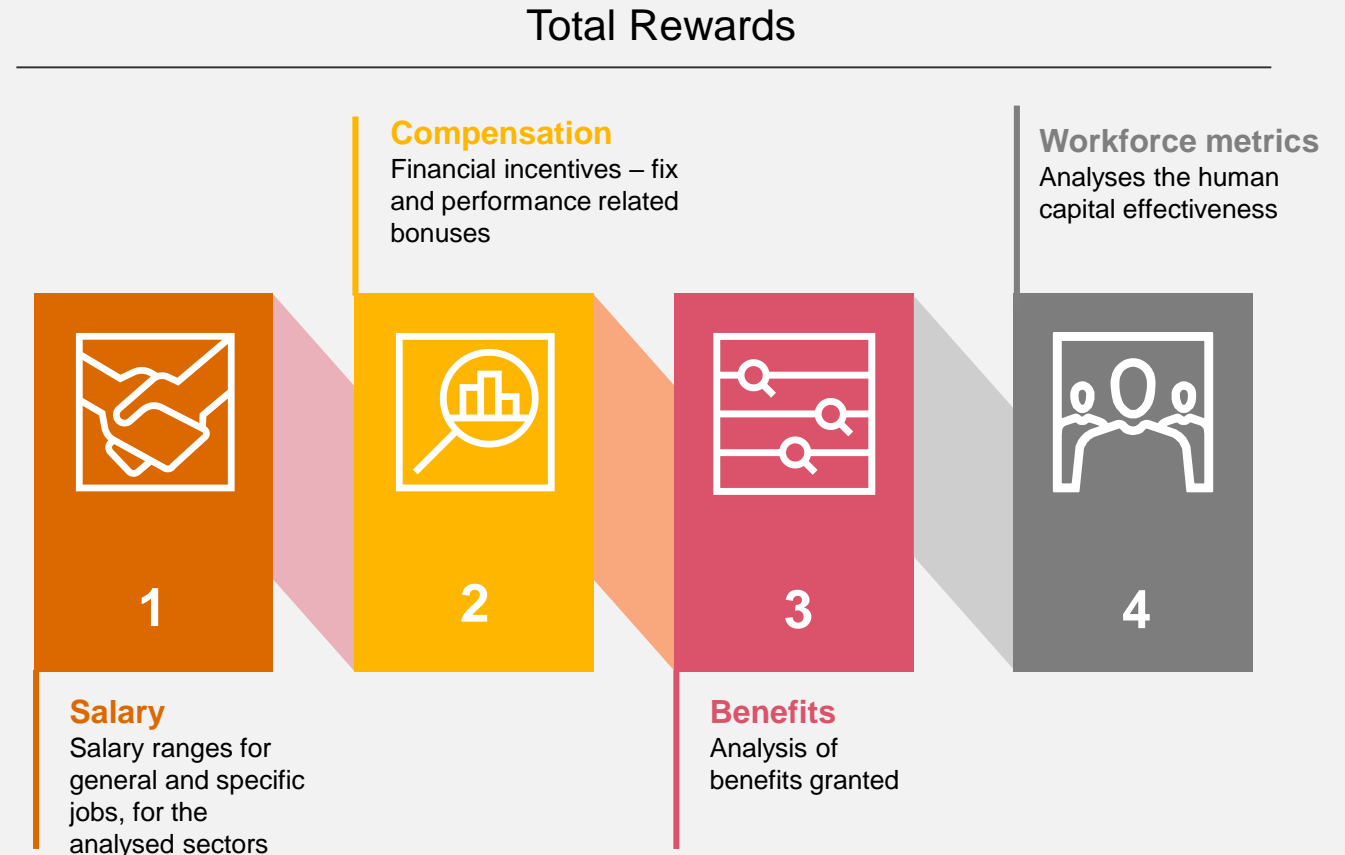 Total Rewards
Compensation
Financial incentives – fix
and performance related
bonuses
Workforce metrics
Analyses the human
capital effectiveness
1
2
3
4
Salary
Salary ranges for
general and specific
jobs, for the
analysed sectors
Benefits
Analysis of
benefits granted